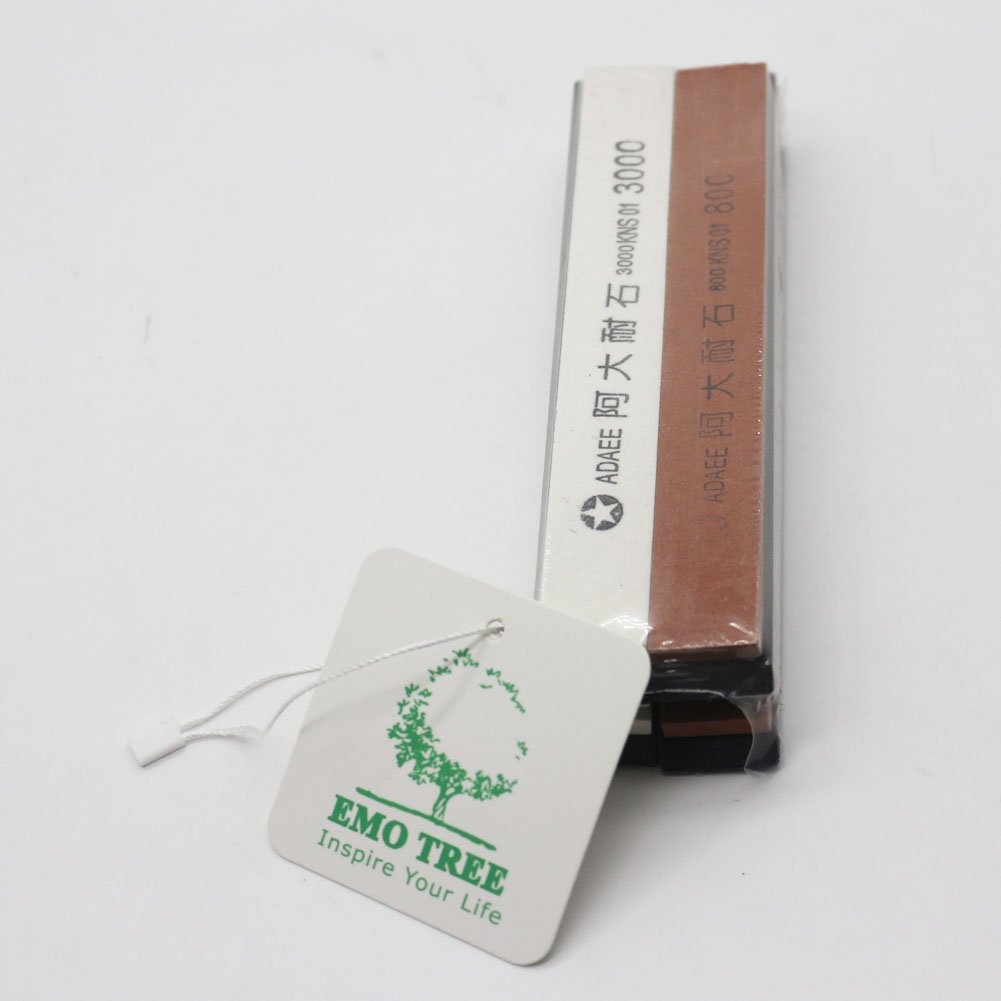 ADAEE 阿大耐石 3000KNS01 3000
ADAEE 阿大耐石 800KNS01 800
EMO TREE
Inspire Your Life